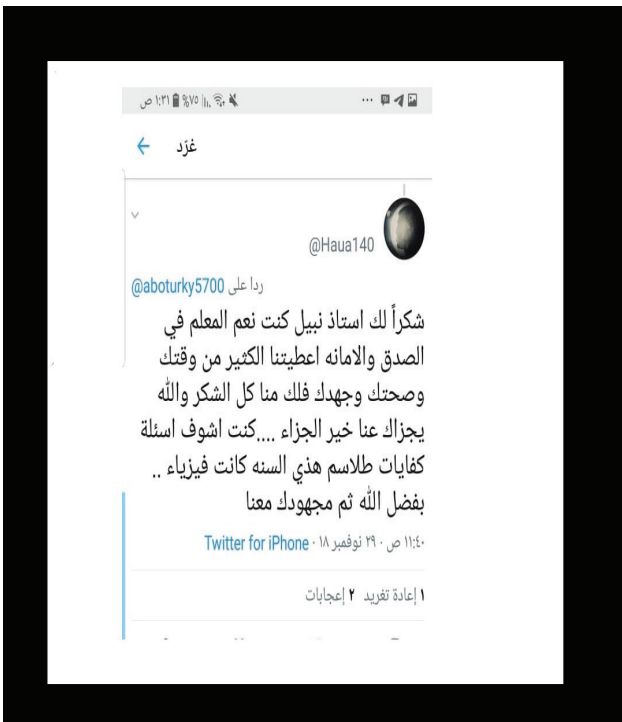 ١:٣١ ص %٧٥
غرّد
@Haua140
ردا على @aboturky5700
شكراً لك استاذ نبيل كنت نعم المعلم في
الصدق والامانه اعطيتنا الكثير من وقتك
وصحتك وجهدك فلك منا كل الشكر والله
يجزاك عنا خير الجزاء ....كنت اشوف اسئلة
كفايات طلاسم هذي السنه كانت فيزياء ..
بفضل الله ثم مجهودك معنا
١١:٤٠ ص · ٢٩ نوفمبر ١٨ · Twitter for iPhone
١ إعادة تغريد ٢ إعجابات